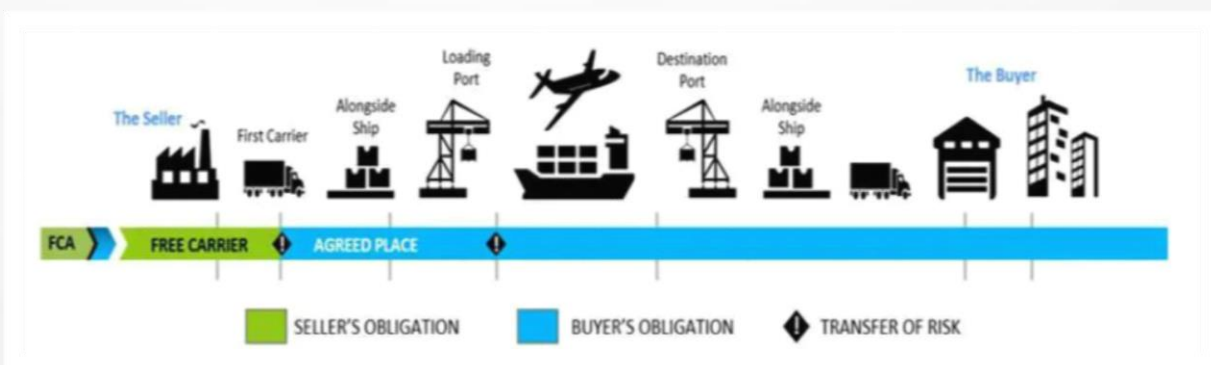 Loading
Port
Destination
Port
The Buyer
Alongside
Ship
Alongside
Ship
The Seller
First Carrier
FCA
FREE CARRIER
AGREED PLACE
SELLER'S OBLIGATION
BUYER'S OBLIGATION
TRANSFER OF RISK